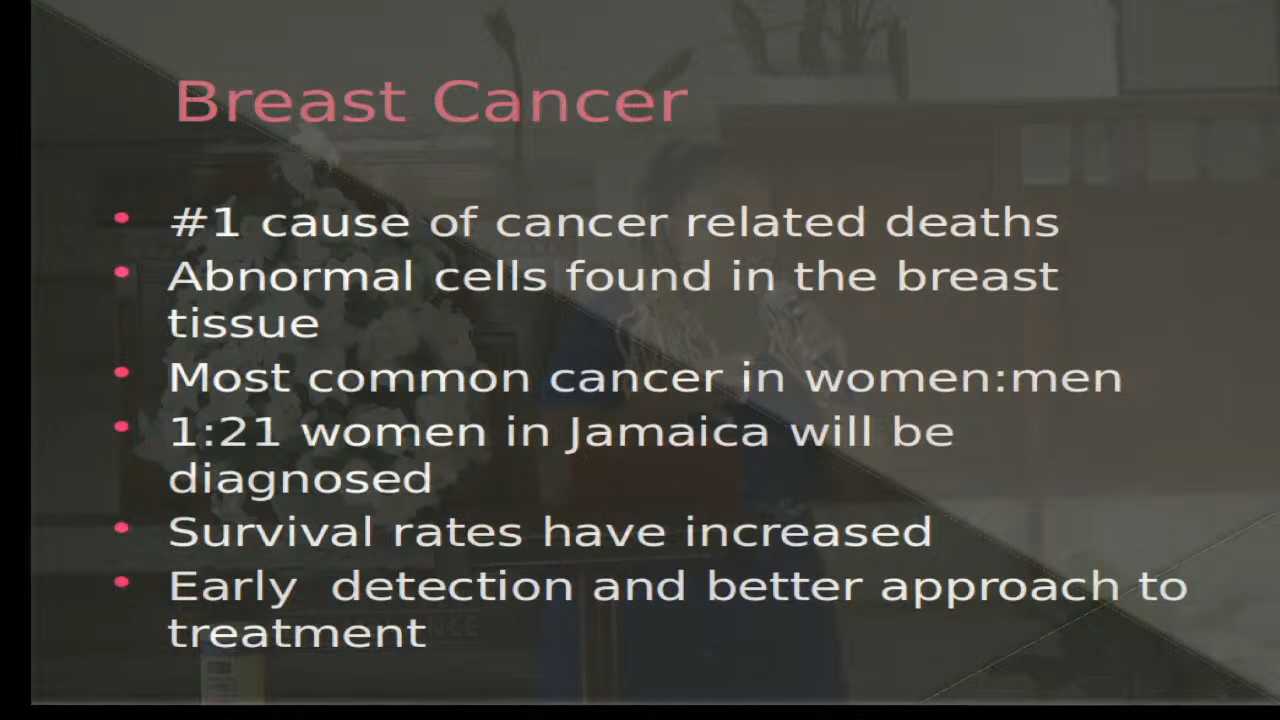 Breast Cancer
• #1 cause of cancer related deaths
• Abnormal cells found in the breast
tissue
• Most common cancer in women:men
• 1:21 women in Jamaica will be
diagnosed
• Survival rates have increased
• Early  detection and better approach to
treatment